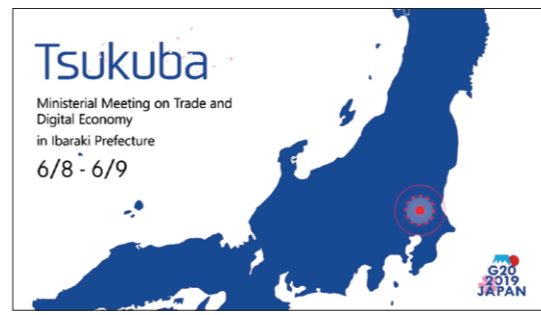 Tsukuba
Ministerial Meeting on Trade and
Digital Economy
in Ibaraki Prefecture
6/8 - 6/9
G20
2019
JAPAN